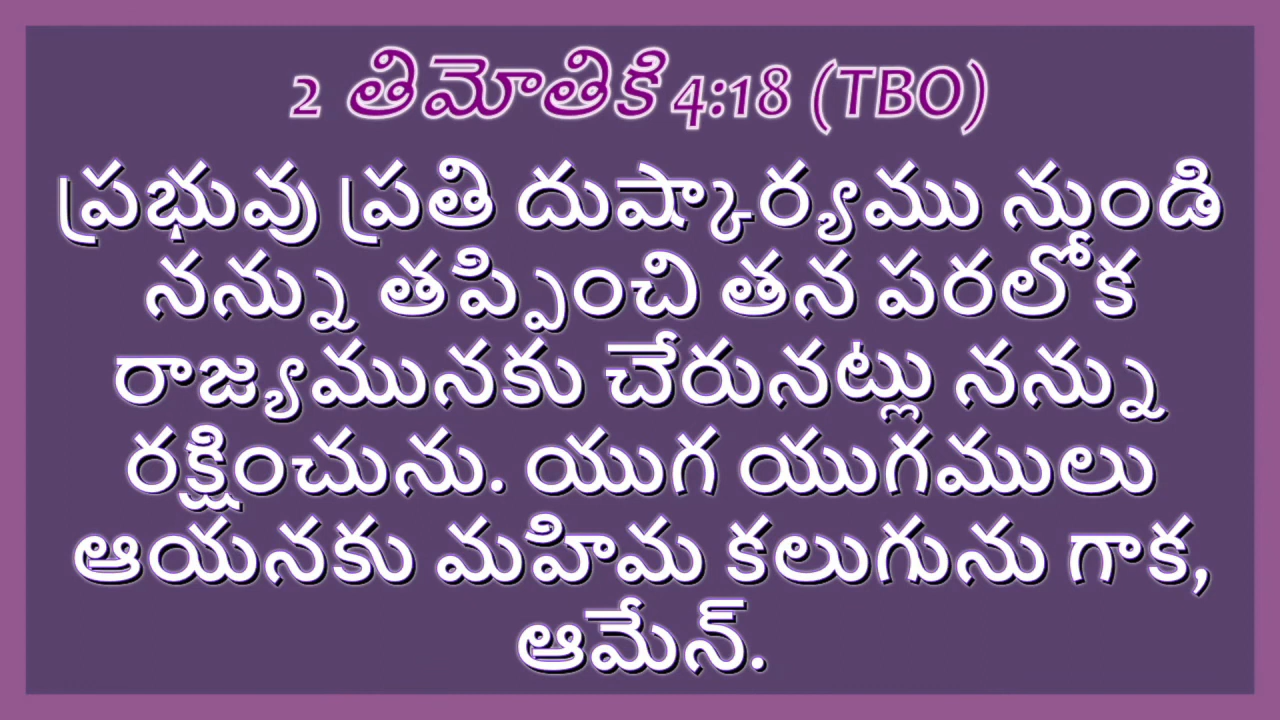 2 తిమోతికి 4:18 (TBO)
ప్రభువు ప్రతి దుష్కార్యము నుండి
నన్ను తప్పించి తన పరలోక
రాజ్యమునకు చేరునట్లు నన్ను
రక్షించును. యుగ యుగములు
ఆయనకు మహిమ కలుగును గాక,
ఆమేన్.